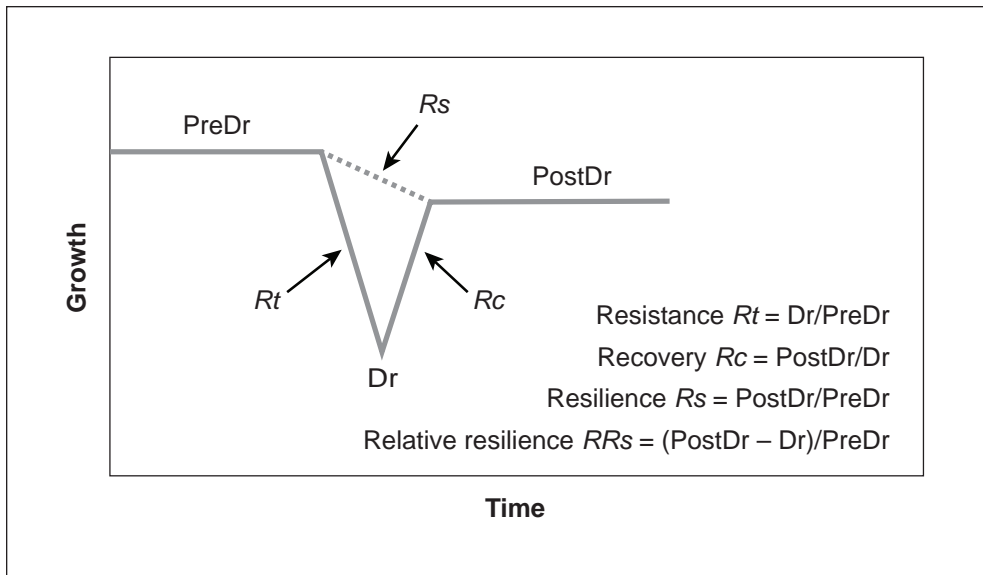 Rs
PreDr
PostDr
Growth
Rt
Rc
Dr
Resistance Rt = Dr/PreDr
Recovery Rc = PostDr/Dr
Resilience Rs = PostDr/PreDr
Relative resilience RRs = (PostDr – Dr)/PreDr
Time